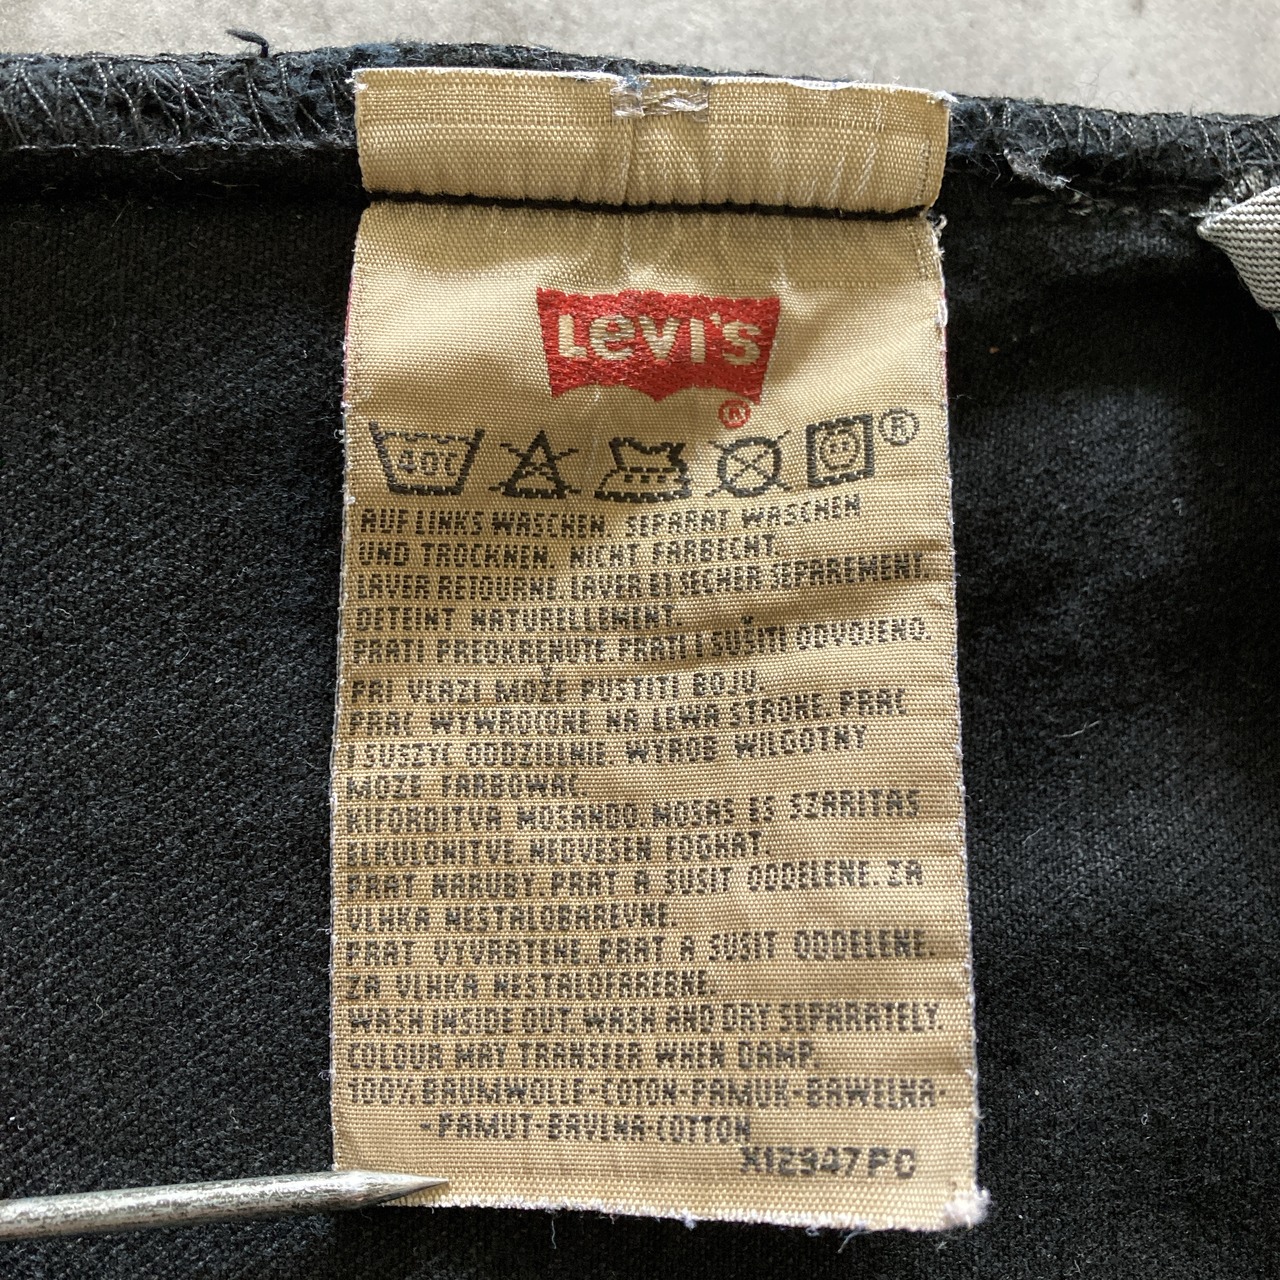 Levi's
®
40C ®
AUF LINKS WASCHEN. SEPARAT WASCHEN
UND TROCKNEN. NICHT FARBECHT.
LAVER RETOURNE. LAVER ET SECHER SEPAREMENT.
DETEINT NATURELLEMENT.
PRATI PREOKRENUTE. PRATI I SUŠITI ODVOJENO.
PRI VLAZI MOŽE PUSTITI BOJU.
PRAC WYWROCONE NA LEWA STRONE. PRAC
I SUSZYC ODDZIELNIE. WYROB WILGOTNY
MOZE FARBOWAC.
KIFORDITVA MOSANDO. MOSAS ES SZARITAS
ELKULONITVE. NEDVESEN FOGHAT
PRAT NARUBY. PRAT A SUSIT ODDELENE. ZA
VLHKA NESTALOBAREVNE.
PRAT VYVRATENE. PRAT A SUSIT ODDELENE.
ZA VLHKA NESTALOFAREBNE.
WASH INSIDE OUT. WASH AND DRY SEPARATELY.
COLOUR MAY TRANSFER WHEN DAMP.
100% BAUMWOLLE-COTON-PAMUK-BAWELNA-
-PAMUT-BAVLNA-COTTON
X12947PC